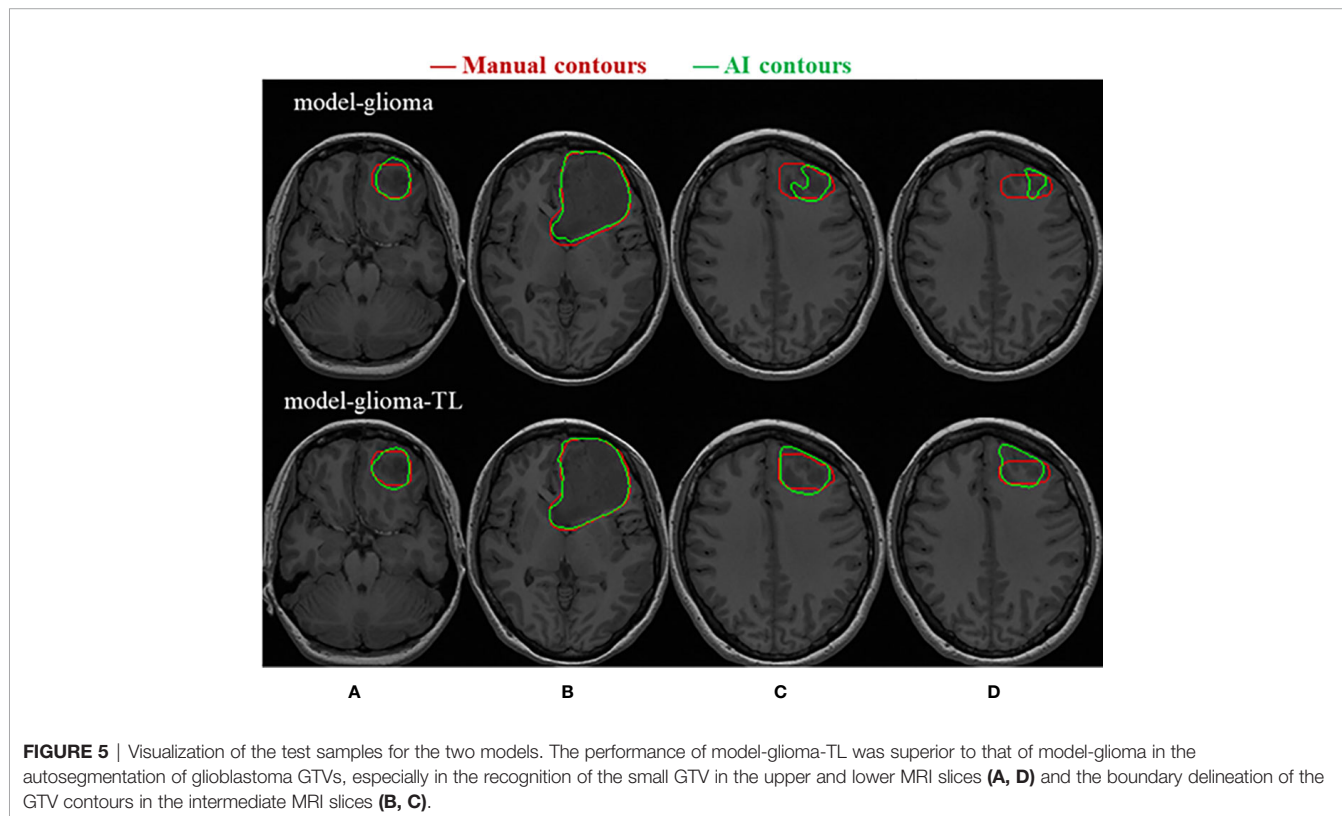 — Manual contours — AI contours
model-glioma
model-glioma-TL
A B C D
FIGURE 5 | Visualization of the test samples for the two models. The performance of model-glioma-TL was superior to that of model-glioma in the
autosegmentation of glioblastoma GTVs, especially in the recognition of the small GTV in the upper and lower MRI slices (A, D) and the boundary delineation of the
GTV contours in the intermediate MRI slices (B, C).